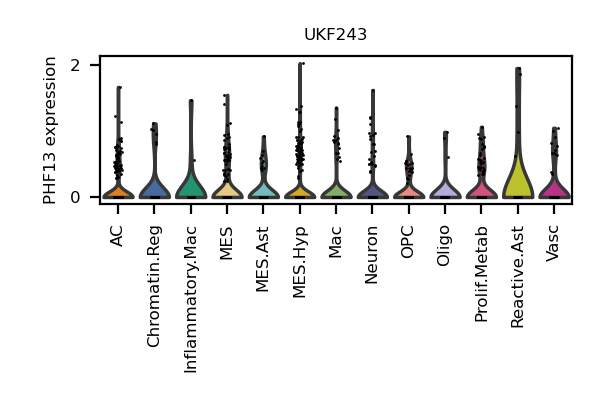 UKF243
PHF13 expression
2
0
AC
Chromatin.Reg
Inflammatory.Mac
MES
MES.Ast
MES.Hyp
Mac
Neuron
OPC
Oligo
Prolif.Metab
Reactive.Ast
Vasc